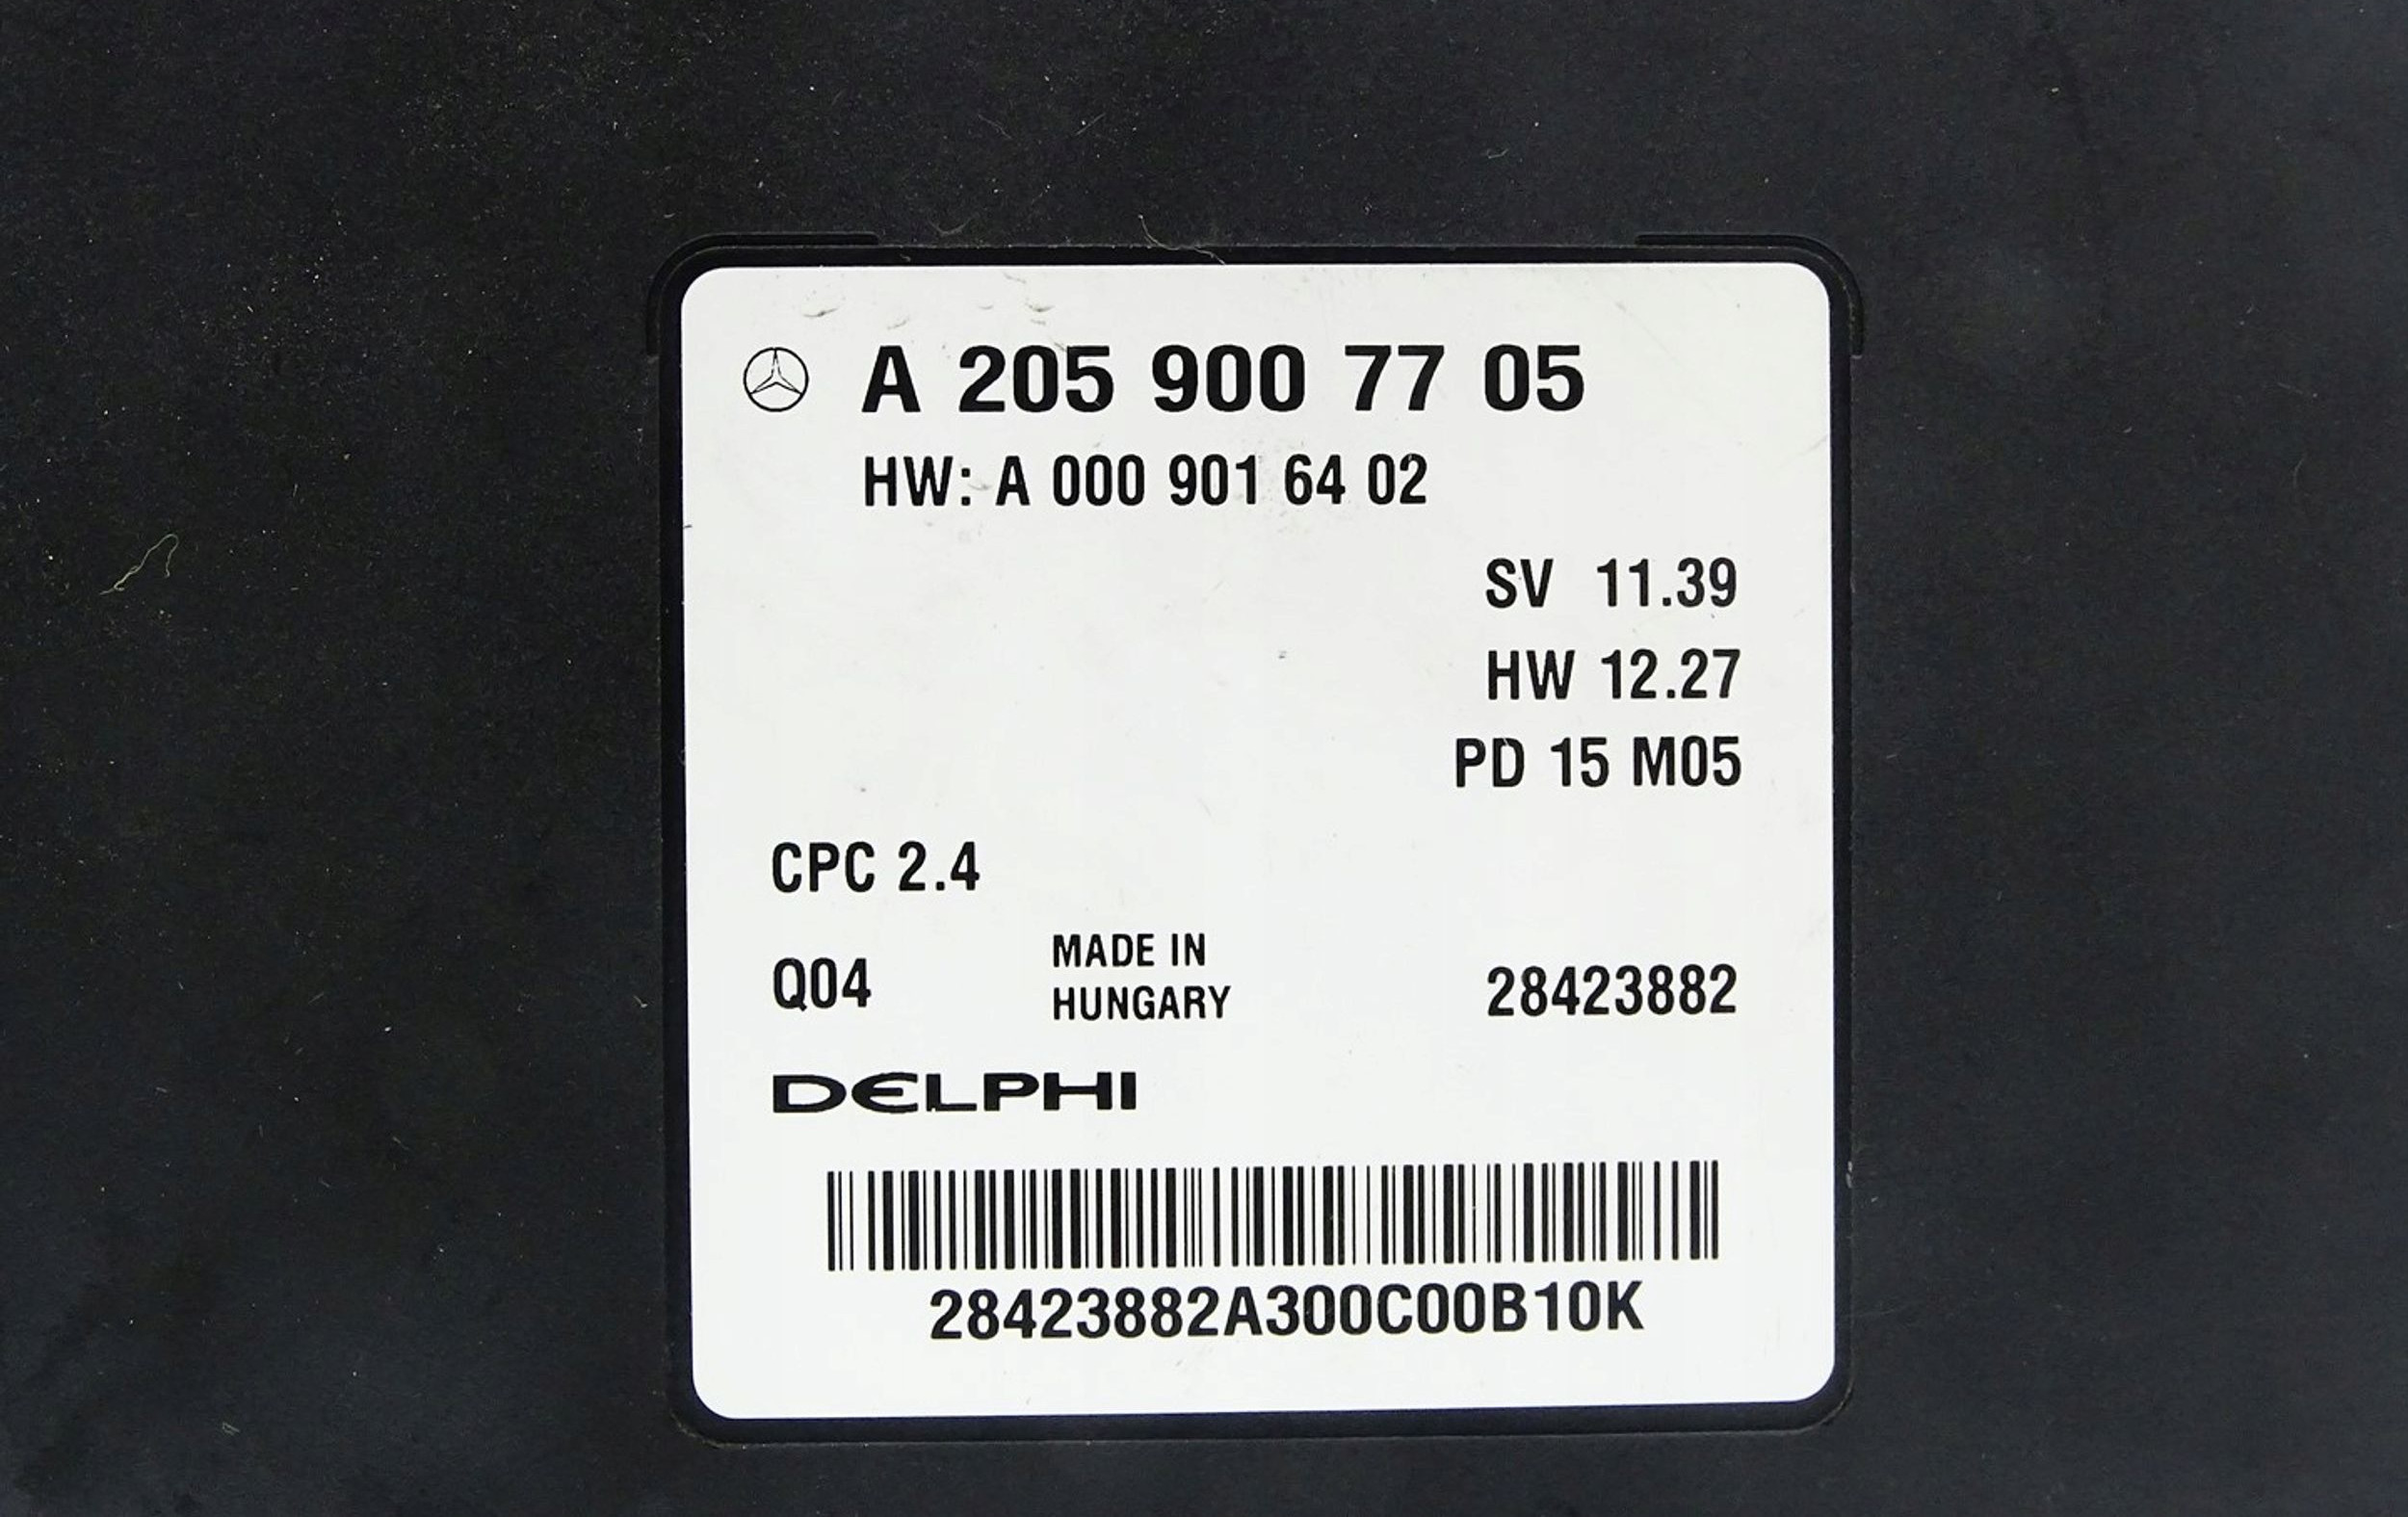 A 205 900 77 05
HW: A 000 901 64 02
SV 11.39
HW 12.27
PD 15 M05
CPC 2.4
Q04
MADE IN
HUNGARY
28423882
DELPHI
28423882A300C00B10K